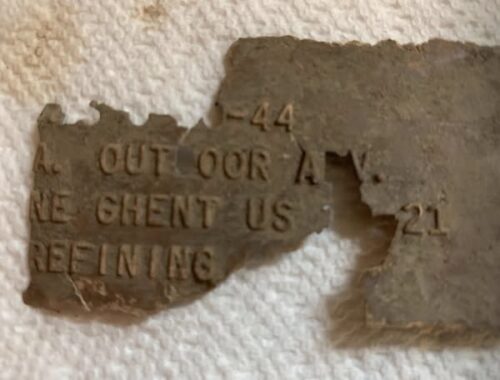 -44
A. OUT OOR A V.
NE GHENT US 21
REFINING